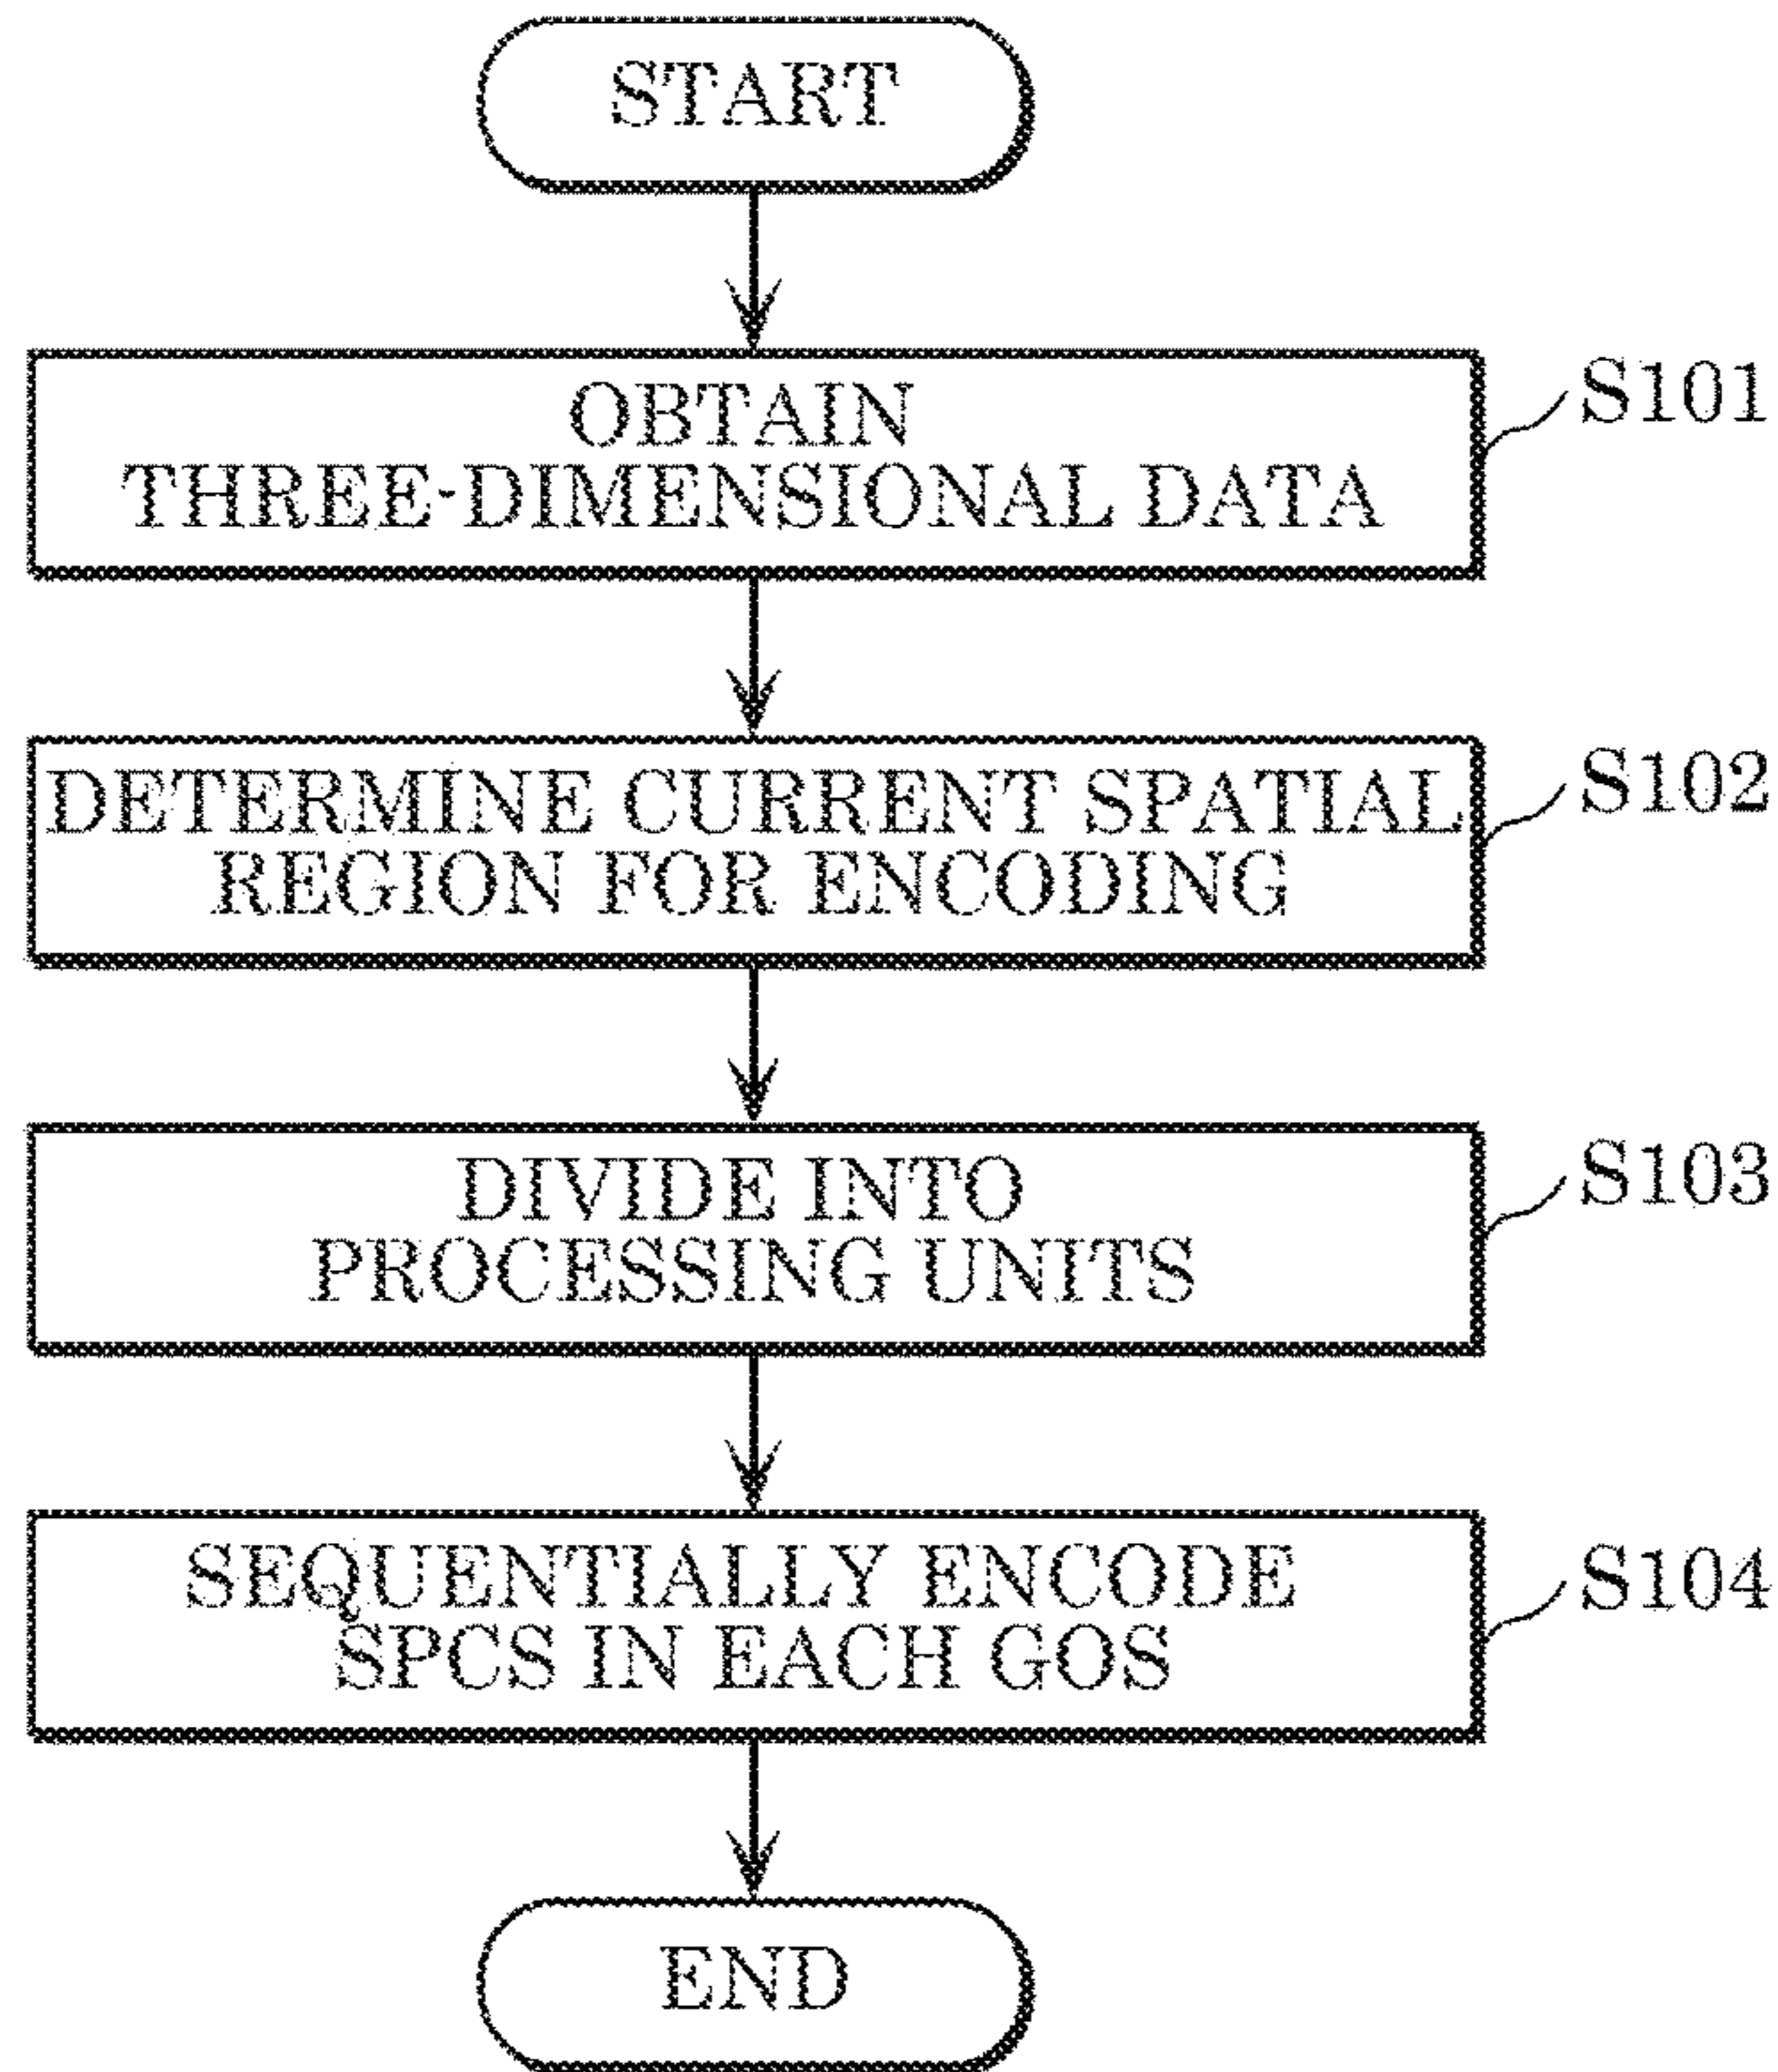 START
OBTAIN
THREE-DIMENSIONAL DATA
S101
DETERMINE CURRENT SPATIAL
REGION FOR ENCODING
S102
DIVIDE INTO
PROCESSING UNITS
S103
SEQUENTIALLY ENCODE
SPCS IN EACH GOS
S104
END